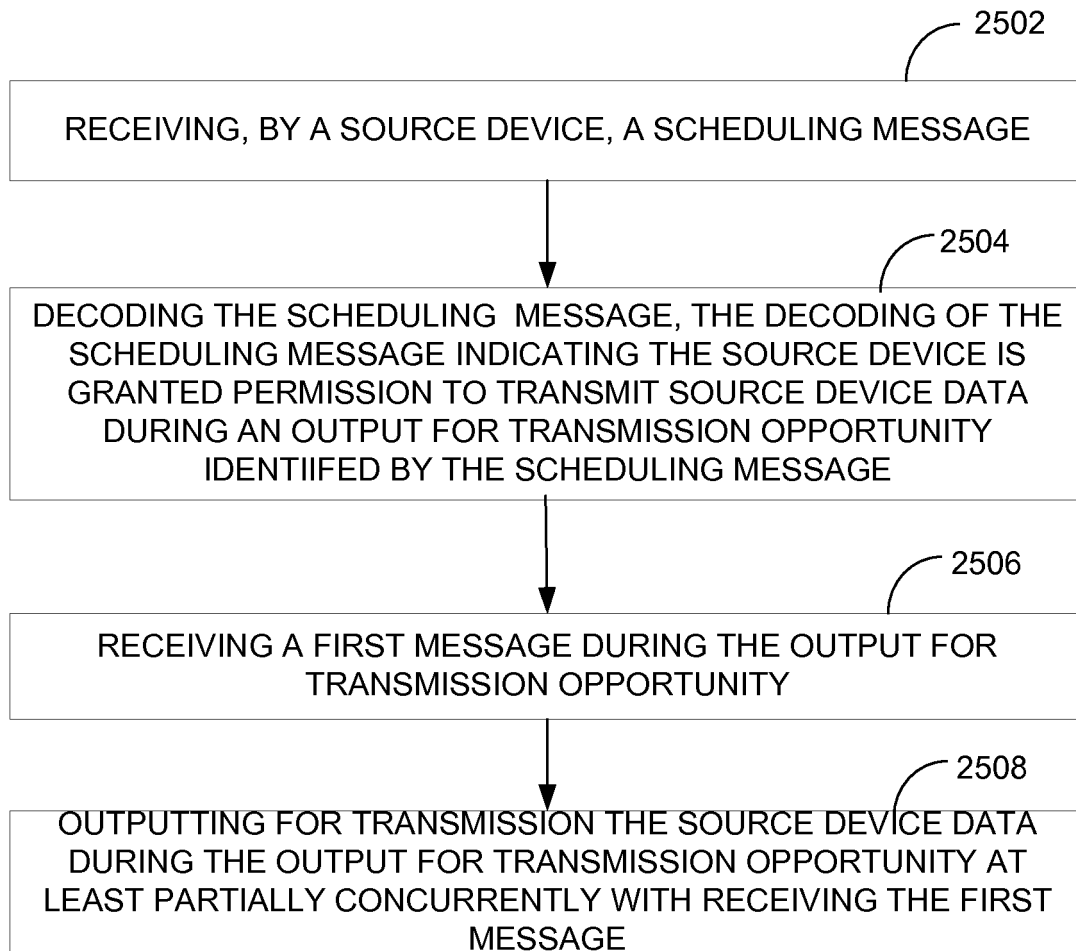 2502
RECEIVING, BY A SOURCE DEVICE, A SCHEDULING MESSAGE
2504
DECODING THE SCHEDULING MESSAGE, THE DECODING OF THE
SCHEDULING MESSAGE INDICATING THE SOURCE DEVICE IS
GRANTED PERMISSION TO TRANSMIT SOURCE DEVICE DATA
DURING AN OUTPUT FOR TRANSMISSION OPPORTUNITY
IDENTIIFED BY THE SCHEDULING MESSAGE
2506
RECEIVING A FIRST MESSAGE DURING THE OUTPUT FOR
TRANSMISSION OPPORTUNITY
2508
OUTPUTTING FOR TRANSMISSION THE SOURCE DEVICE DATA
DURING THE OUTPUT FOR TRANSMISSION OPPORTUNITY AT
LEAST PARTIALLY CONCURRENTLY WITH RECEIVING THE FIRST
MESSAGE